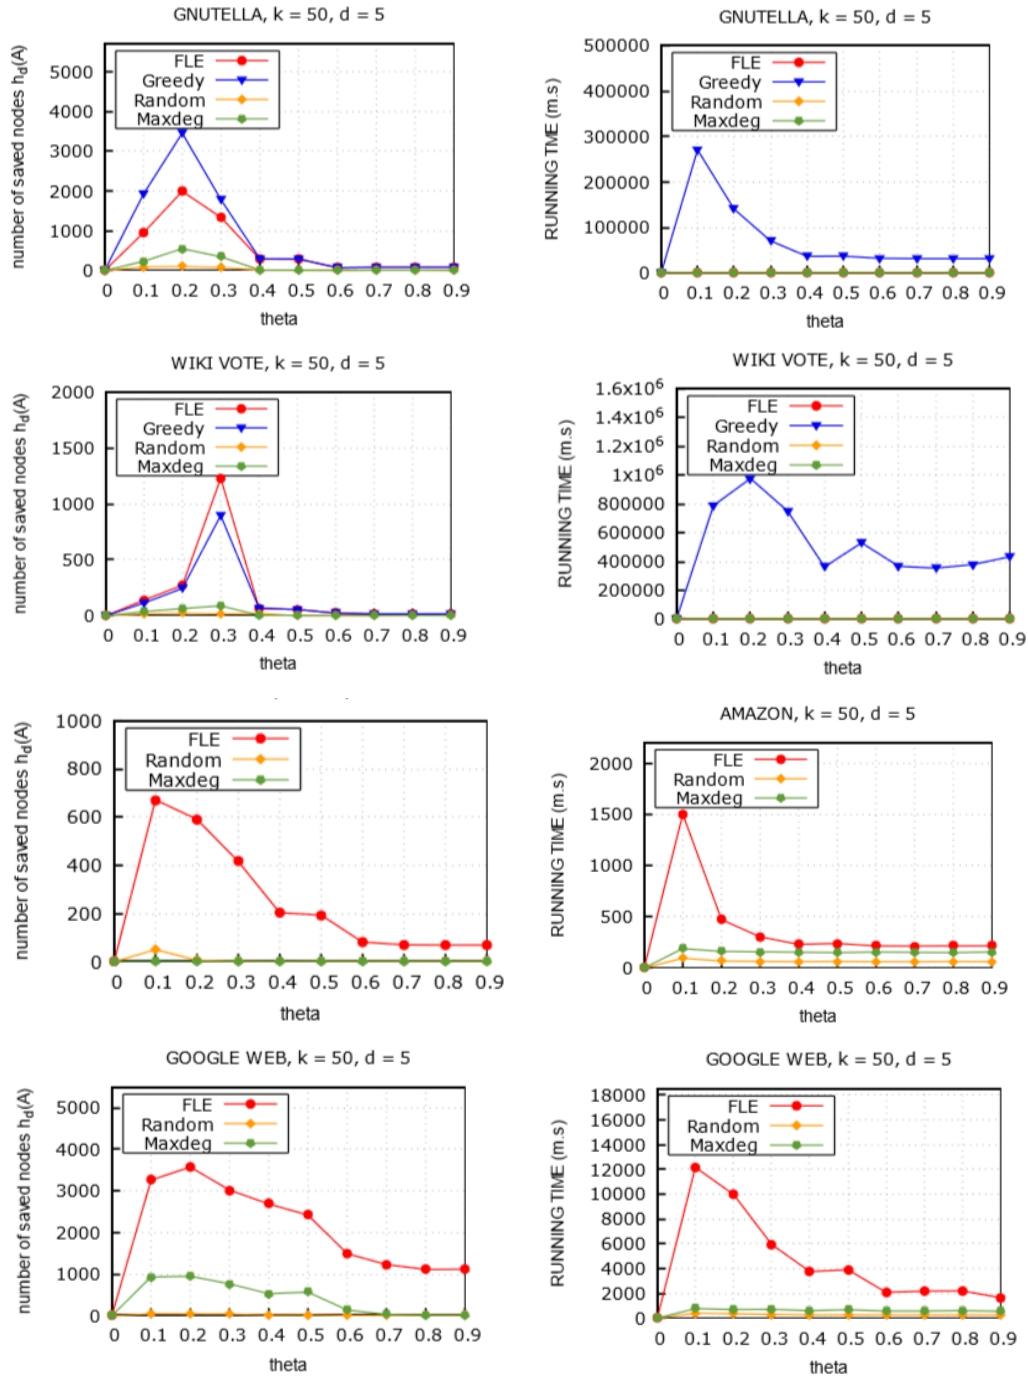 GNUTELLA, k = 50, d = 5
number of saved nodes h_d(A)
5000
4000
3000
2000
1000
0
FLE
Greedy
Random
Maxdeg
0 0.1 0.2 0.3 0.4 0.5 0.6 0.7 0.8 0.9
theta
GNUTELLA, k = 50, d = 5
RUNNING TME (m.s)
500000
400000
300000
200000
100000
0
FLE
Greedy
Random
Maxdeg
0 0.1 0.2 0.3 0.4 0.5 0.6 0.7 0.8 0.9
theta
WIKI VOTE, k = 50, d = 5
number of saved nodes h_d(A)
2000
1500
1000
500
0
FLE
Greedy
Random
Maxdeg
0 0.1 0.2 0.3 0.4 0.5 0.6 0.7 0.8 0.9
theta
WIKI VOTE, k = 50, d = 5
RUNNING TIME (m.s)
1.6x10^6
1.4x10^6
1.2x10^6
1x10^6
800000
600000
400000
200000
0
FLE
Greedy
Random
Maxdeg
0 0.1 0.2 0.3 0.4 0.5 0.6 0.7 0.8 0.9
theta
number of saved nodes h_d(A)
1000
800
600
400
200
0
FLE
Random
Maxdeg
0 0.1 0.2 0.3 0.4 0.5 0.6 0.7 0.8 0.9
theta
AMAZON, k = 50, d = 5
RUNNING TIME (m.s)
2000
1500
1000
500
0
FLE
Random
Maxdeg
0 0.1 0.2 0.3 0.4 0.5 0.6 0.7 0.8 0.9
theta
GOOGLE WEB, k = 50, d = 5
number of saved nodes h_d(A)
5000
4000
3000
2000
1000
0
FLE
Random
Maxdeg
0 0.1 0.2 0.3 0.4 0.5 0.6 0.7 0.8 0.9
theta
GOOGLE WEB, k = 50, d = 5
RUNNING TIME (m.s)
18000
16000
14000
12000
10000
8000
6000
4000
2000
0
FLE
Random
Maxdeg
0 0.1 0.2 0.3 0.4 0.5 0.6 0.7 0.8 0.9
theta